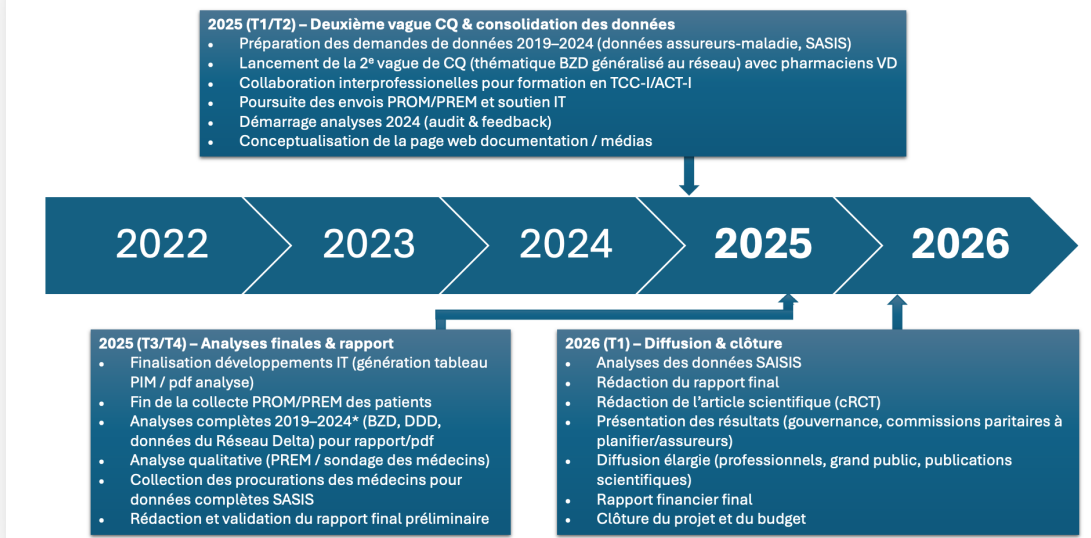 2025 (T1/T2) – Deuxième vague CQ & consolidation des données
• Préparation des demandes de données 2019–2024 (données assureurs-maladie, SASIS)
• Lancement de la 2e vague de CQ (thématique BZD généralisé au réseau) avec pharmaciens VD
• Collaboration interprofessionelles pour formation en TCC-I/ACT-I
• Poursuite des envois PROM/PREM et soutien IT
• Démarrage analyses 2024 (audit & feedback)
• Conceptualisation de la page web documentation / médias
2022
2023
2024
2025
2026
2025 (T3/T4) – Analyses finales & rapport
• Finalisation développements IT (génération tableau
PIM / pdf analyse)
• Fin de la collecte PROM/PREM des patients
• Analyses complètes 2019–2024* (BZD, DDD,
données du Réseau Delta) pour rapport/pdf
• Analyse qualitative (PREM / sondage des médecins)
• Collection des procurations des médecins pour
données complètes SASIS
• Rédaction et validation du rapport final préliminaire
2026 (T1) – Diffusion & clôture
• Analyses des données SAISIS
• Rédaction du rapport final
• Rédaction de l’article scientifique (cRCT)
• Présentation des résultats (gouvernance, commissions paritaires à
planifier/assureurs)
• Diffusion élargie (professionnels, grand public, publications
scientifiques)
• Rapport financier final
• Clôture du projet et du budget